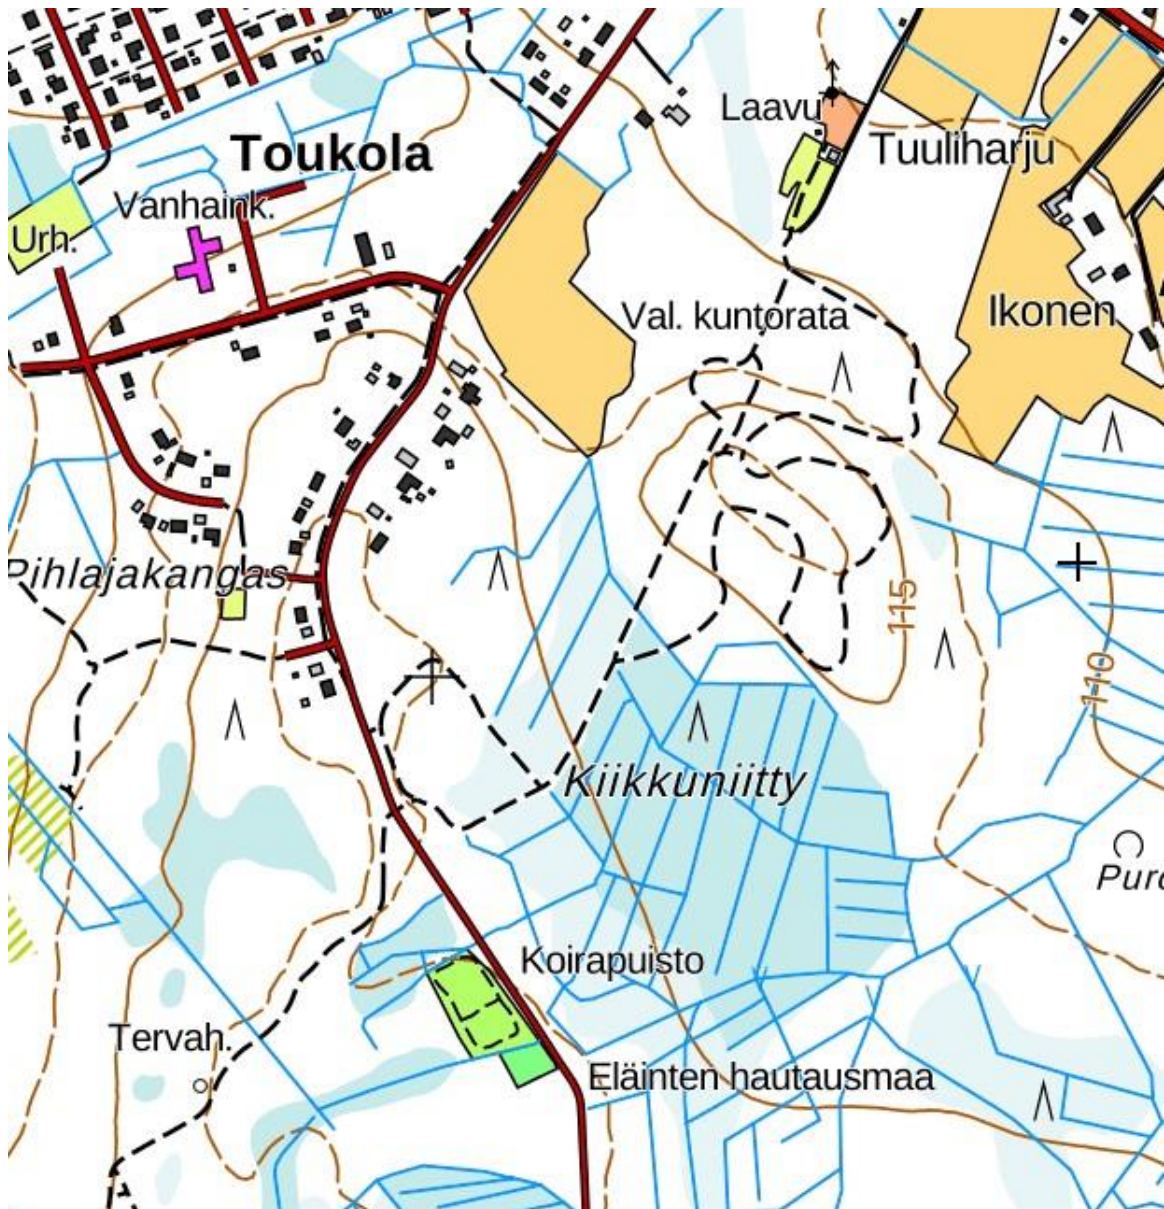 Laavu
Toukola
Tuuliharju
Vanhaink.
Urh.
Val. kuntorata
Ikonen
Pihlajakangas
115
110
Kiikkuniitty
Koirapuisto
Tervah.
Eläinten hautausmaa